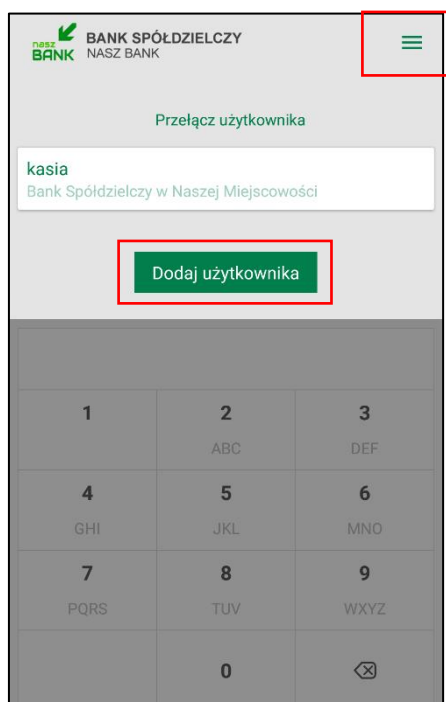 nasz
BANK
BANK SPÓŁDZIELCZY
NASZ BANK
Przełącz użytkownika
kasia
Bank Spółdzielczy w Naszej Miejscowości
Dodaj użytkownika
1 2 3
ABC DEF
4 5 6
GHI JKL MNO
7 8 9
PQRS TUV WXYZ
0